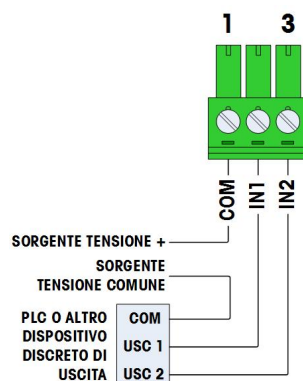 1 3
COM IN1 IN2
SORGENTE TENSIONE +
SORGENTE
TENSIONE COMUNE
PLC O ALTRO
DISPOSITIVO
DISCRETO DI
USCITA
COM
USC 1
USC 2